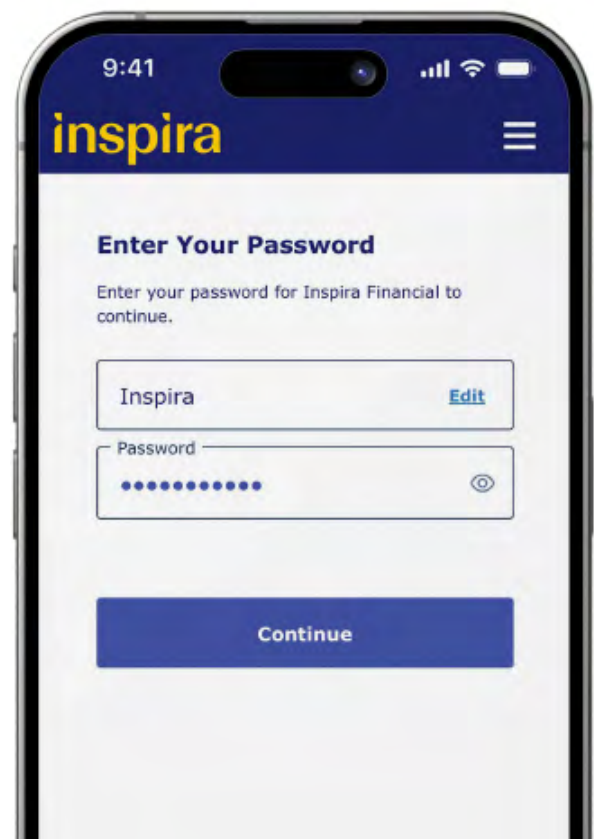 9:41
inspira
Enter Your Password
Enter your password for Inspira Financial to
continue.
Inspira Edit
Password
•••••••••••
Continue